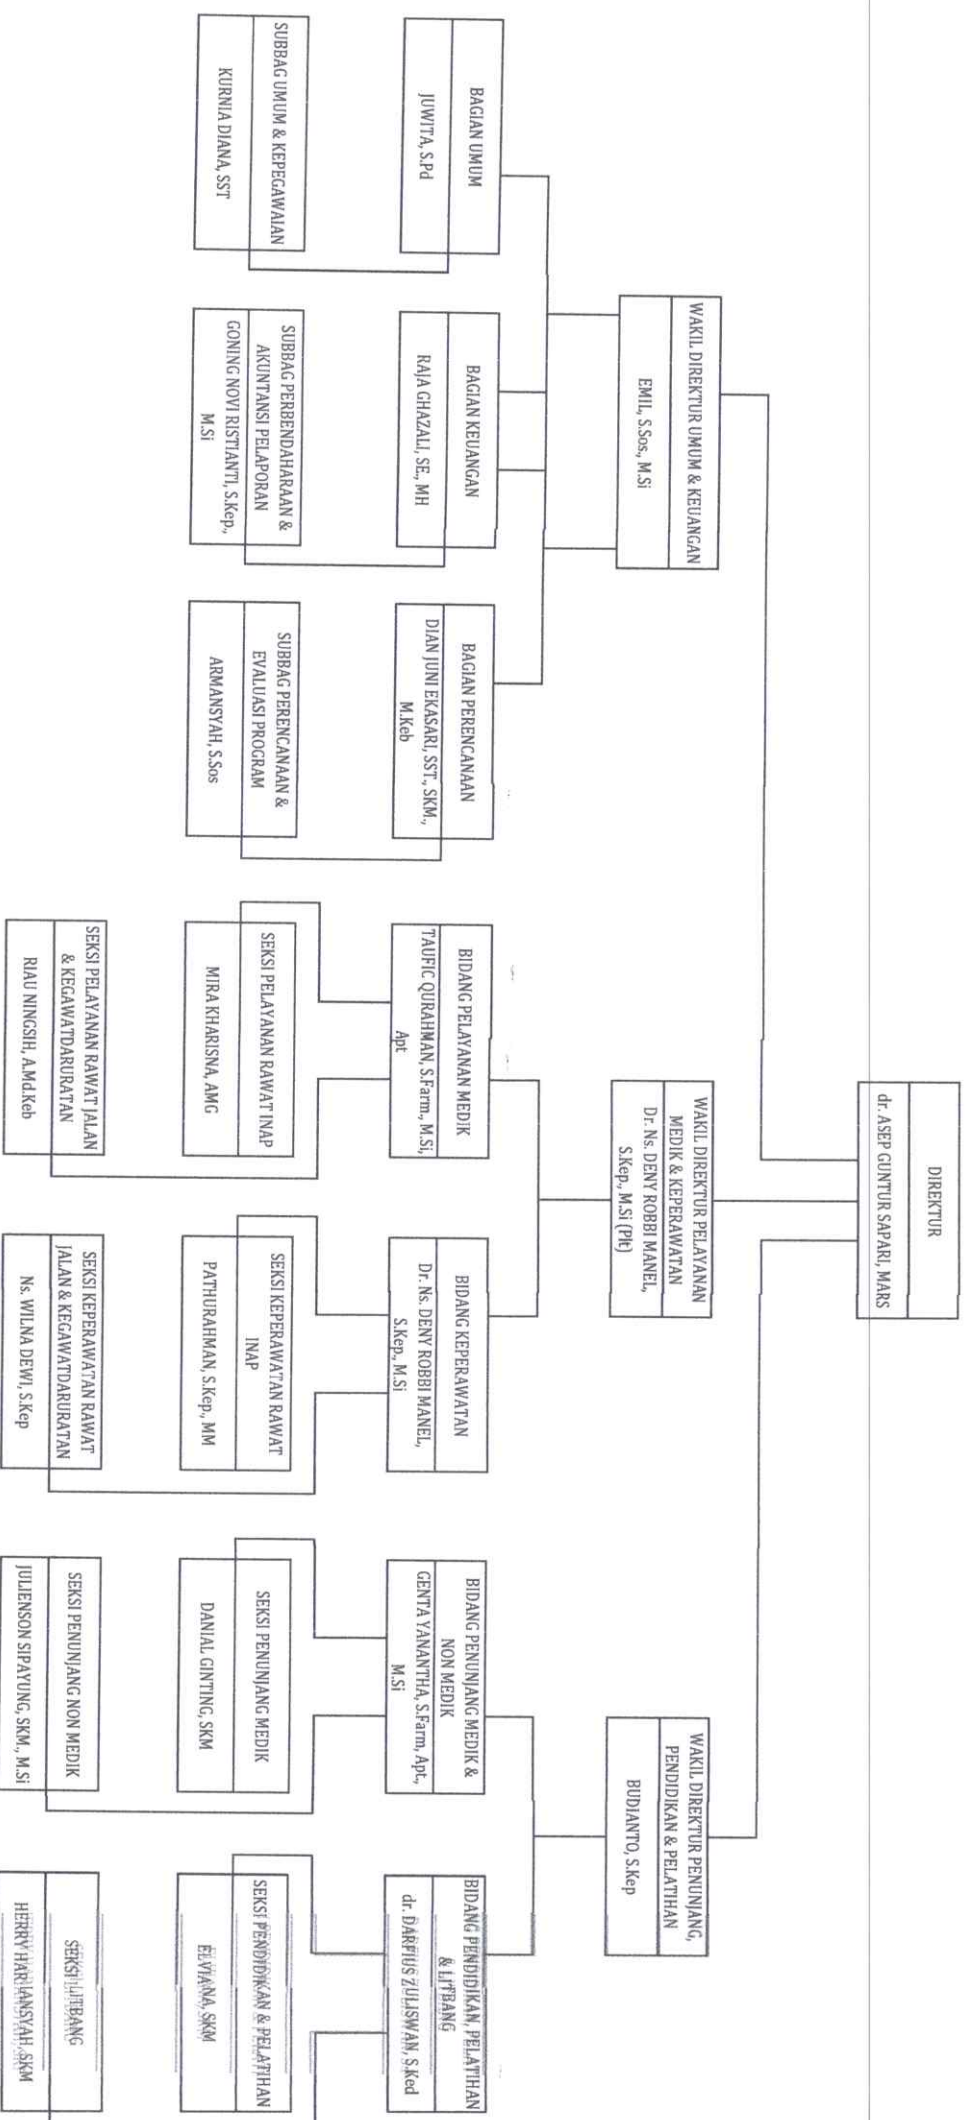 DIREKTUR
dr. ASEP GUNTUR SAPARI, MARS
WAKIL DIREKTUR UMUM & KEUANGAN
EMIL, S.Sos., M.Si
WAKIL DIREKTUR PELAYANAN
MEDIK & KEPERAWATAN
Dr. Ns. DENY ROBBI MANEL,
S.Kep., M.Si (Plt)
WAKIL DIREKTUR PENUNJANG,
PENDIDIKAN & PELATIHAN
BUDIANTO, S.Kep
BAGIAN UMUM
JUWITA, S.Pd
BAGIAN KEUANGAN
RAJA GHAZALI, SE., MH
BAGIAN PERENCANAAN
DIAN JUNI EKASARI, SST., SKM.,
M.Keb
BIDANG PELAYANAN MEDIK
TAUFIC QURAHMAN, S.Farm., M.Si,
Apt
BIDANG KEPERAWATAN
Dr. Ns. DENY ROBBI MANEL,
S.Kep., M.Si
BIDANG PENUNJANG MEDIK &
NON MEDIK
GENTA YANANTHA, S.Farm, Apt.,
M.Si
BIDANG PENDIDIKAN, PELATIHAN
& LITBANG
dr. DARFIUS ZULISWAN, S.Ked
SUBBAG UMUM & KEPEGAWAIAN
KURNIA DIANA, SST
SUBBAG PERBENDAHARAAN &
AKUNTANSI PELAPORAN
GONING NOVI RISTIANTI, S.Kep.,
M.Si
SUBBAG PERENCANAAN &
EVALUASI PROGRAM
ARMANSYAH, S.Sos
SEKSI PELAYANAN RAWAT INAP
MIRA KHARISNA, AMG
SEKSI KEPERAWATAN RAWAT
INAP
PATHURAHMAN, S.Kep., MM
SEKSI PENUNJANG MEDIK
DANIAL GINTING, SKM
SEKSI PENDIDIKAN & PELATIHAN
ELVIANA, SKM
SEKSI PELAYANAN RAWAT JALAN
& KEGAWATDARURATAN
RIAU NINGSIH, A.Md.Keb
SEKSI KEPERAWATAN RAWAT
JALAN & KEGAWATDARURATAN
Ns. WILNA DEWI, S.Kep
SEKSI PENUNJANG NON MEDIK
JULIENSON SIPAYUNG, SKM., M.Si
SEKSI LITBANG
HERRY HARIANSYAH, SKM